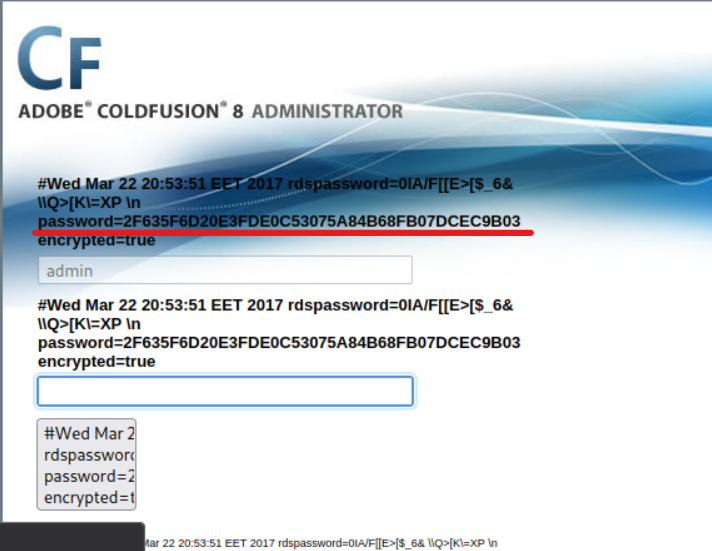 CF
ADOBE® COLDFUSION® 8 ADMINISTRATOR
#Wed Mar 22 20:53:51 EET 2017 rdspassword=0IA/F[[E>[$_6&
\\Q>[K\=XP \n
password=2F635F6D20E3FDE0C53075A84B68FB07DCEC9B03
encrypted=true
admin
#Wed Mar 22 20:53:51 EET 2017 rdspassword=0IA/F[[E>[$_6&
\\Q>[K\=XP \n
password=2F635F6D20E3FDE0C53075A84B68FB07DCEC9B03
encrypted=true
#Wed Mar 2
rdspassword
password=2
encrypted=t
Mar 22 20:53:51 EET 2017 rdspassword=0IA/F[[E>[$_6& \\Q>[K\=XP \n